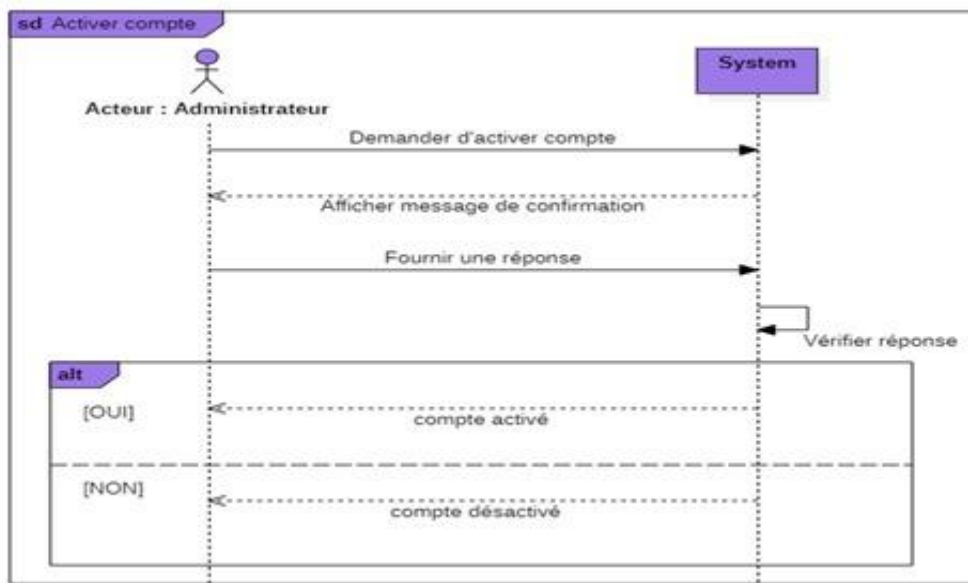 sd Activer compte
System
Acteur : Administrateur
Demander d'activer compte
Afficher message de confirmation
Fournir une réponse
Vérifier réponse
alt
[OUI]
compte activé
[NON]
compte désactivé